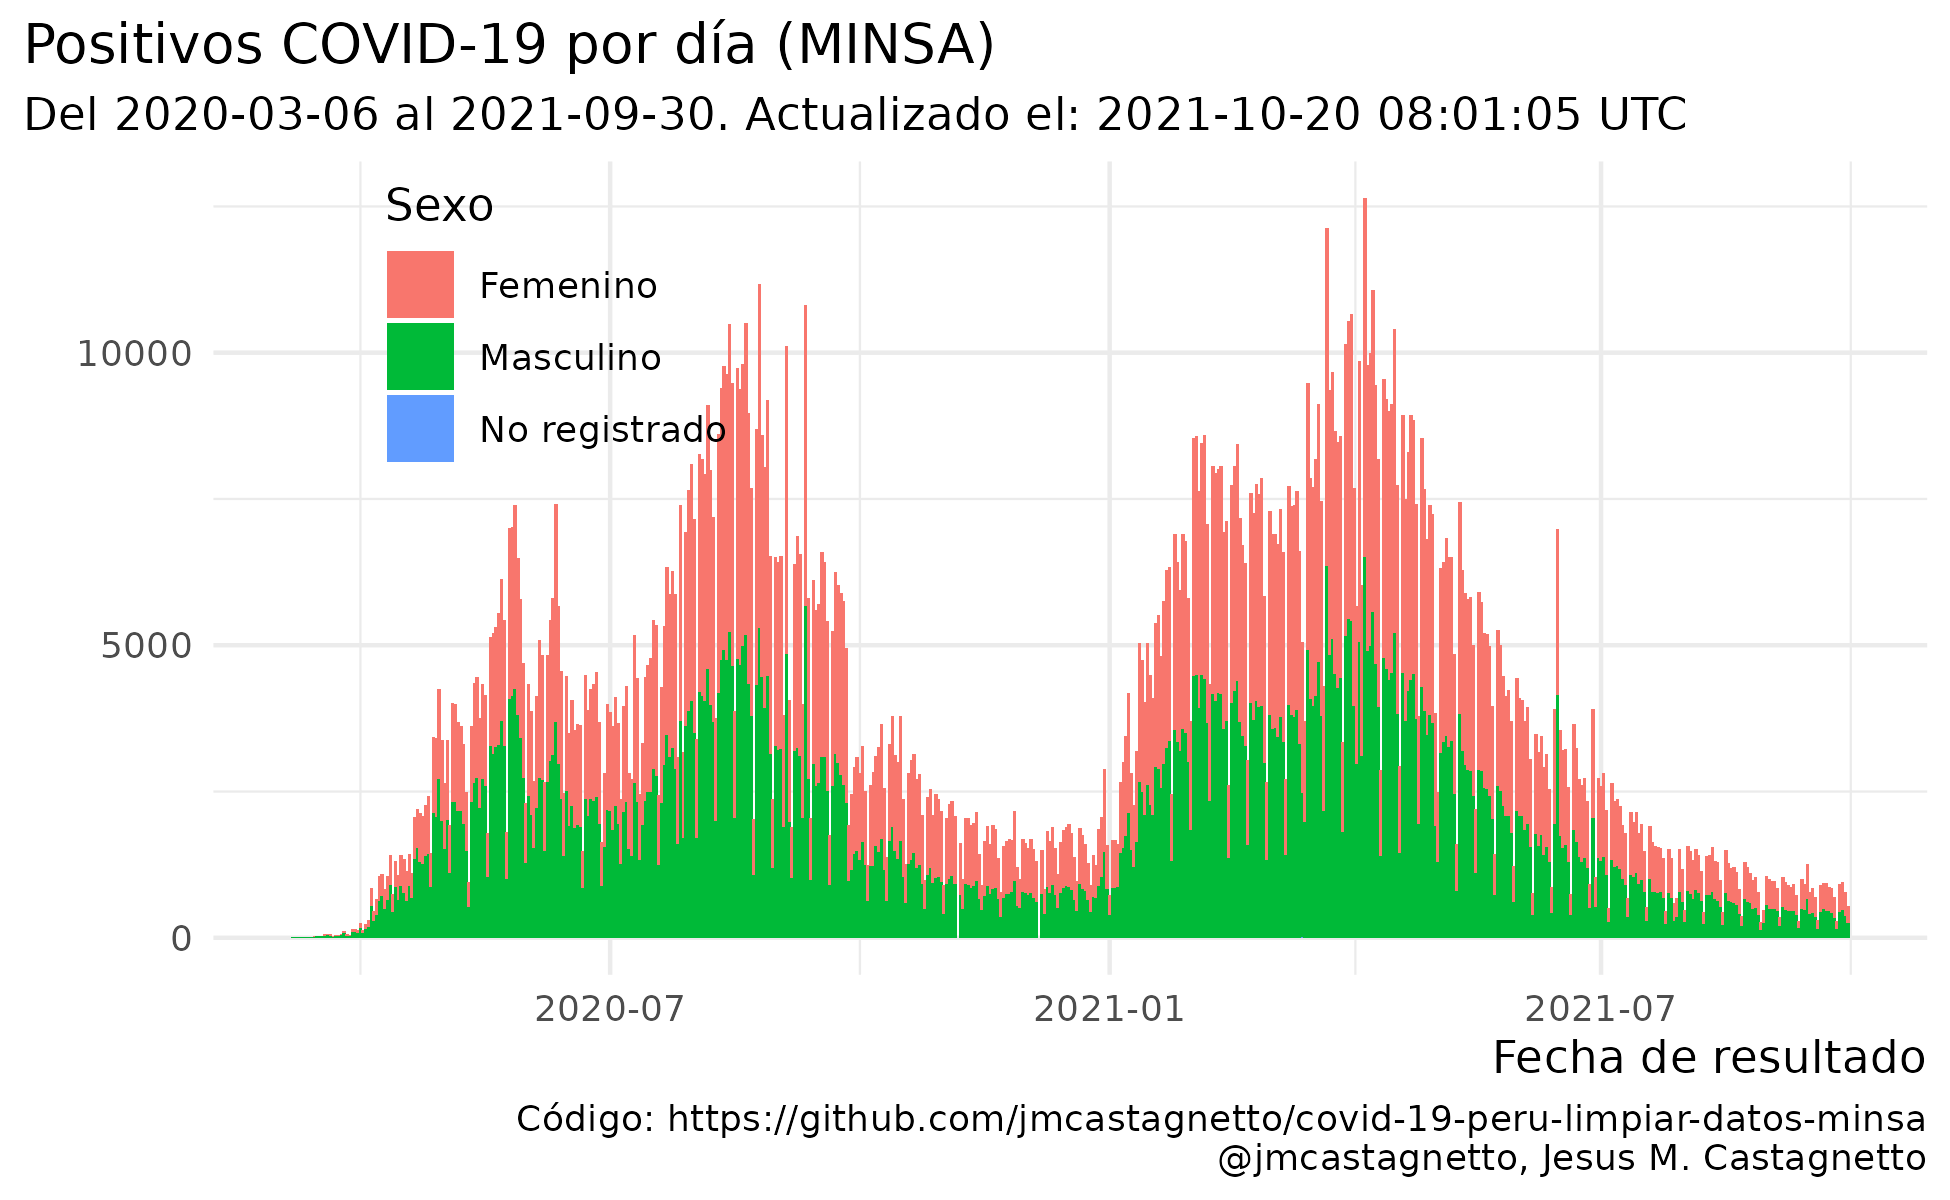 Positivos COVID-19 por día (MINSA)
Del 2020-03-06 al 2021-09-30. Actualizado el: 2021-10-20 08:01:05 UTC
Sexo
Femenino
Masculino
No registrado
10000
5000
0
2020-07
2021-01
2021-07
Fecha de resultado
Código: https://github.com/jmcastagnetto/covid-19-peru-limpiar-datos-minsa
@jmcastagnetto, Jesus M. Castagnetto